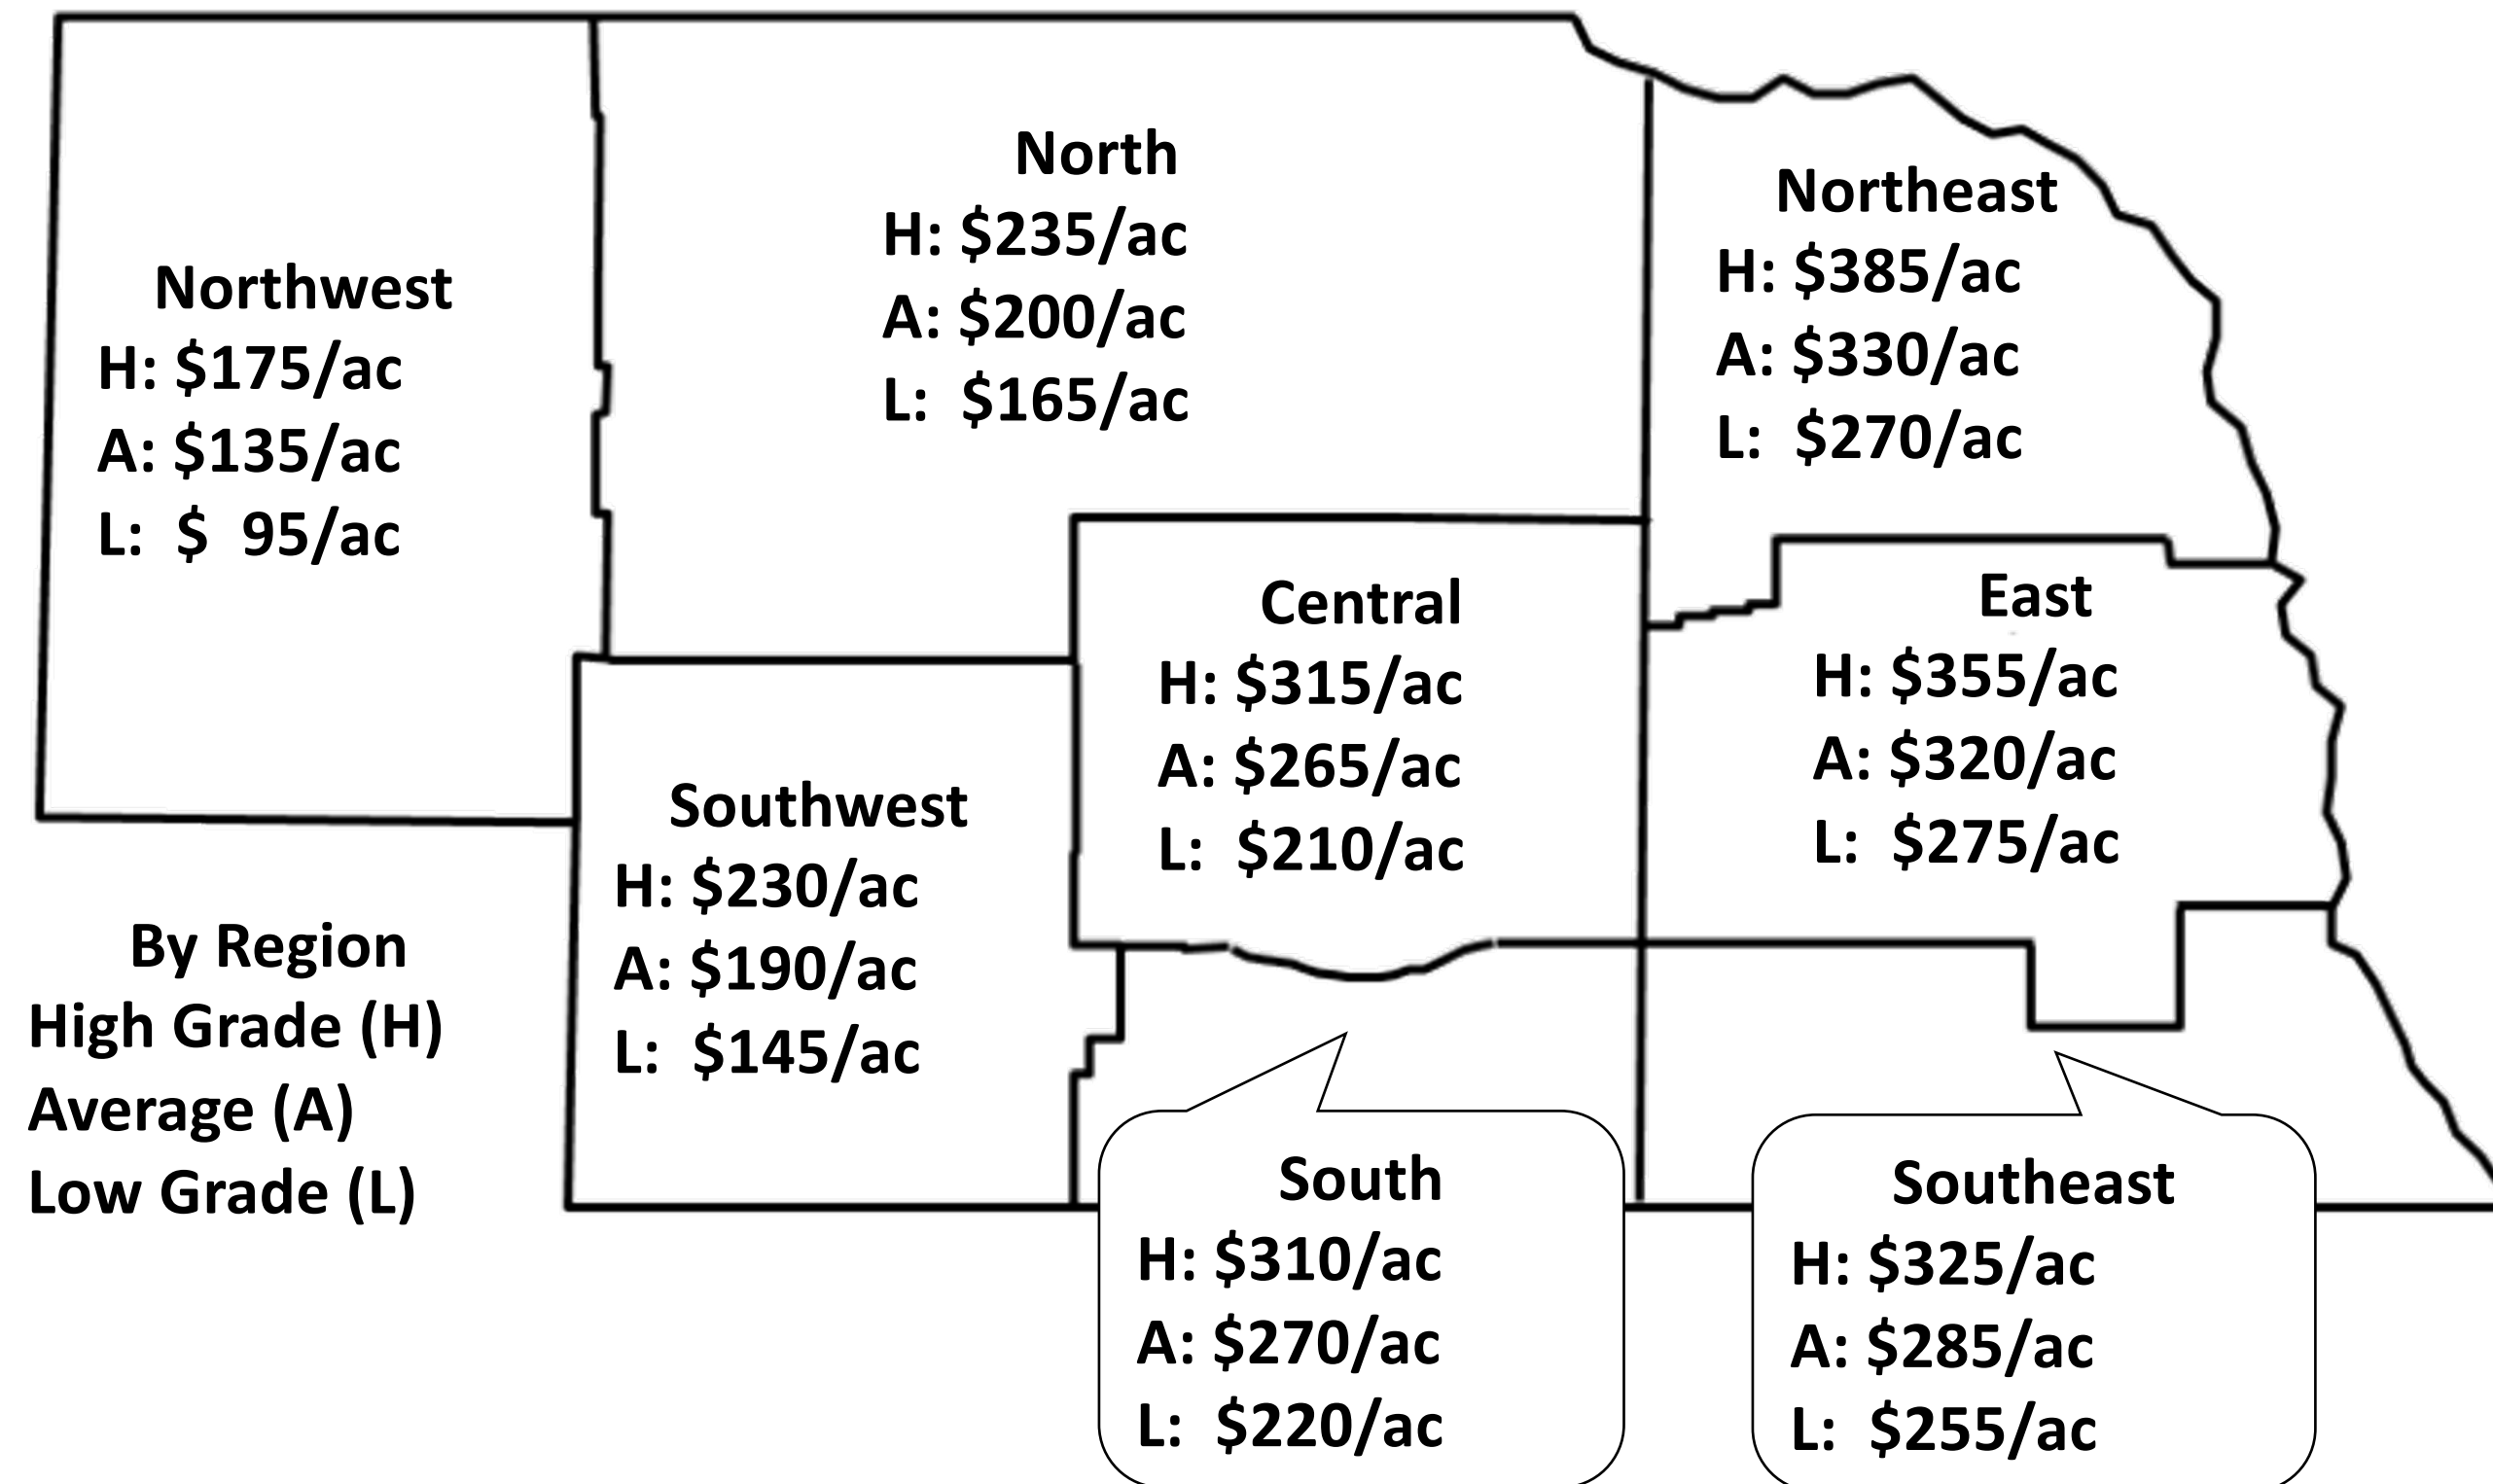 North
H: $235/ac
A: $200/ac
L: $165/ac
Northeast
H: $385/ac
A: $330/ac
L: $270/ac
Northwest
H: $175/ac
A: $135/ac
L: $ 95/ac
Central
H: $315/ac
A: $265/ac
L: $210/ac
East
H: $355/ac
A: $320/ac
L: $275/ac
Southwest
H: $230/ac
A: $190/ac
L: $145/ac
By Region
High Grade (H)
Average (A)
Low Grade (L)
South
H: $310/ac
A: $270/ac
L: $220/ac
Southeast
H: $325/ac
A: $285/ac
L: $255/ac